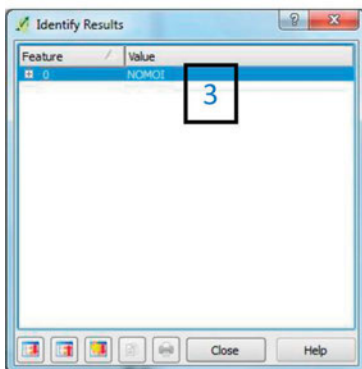 Identify Results
Feature Value
0 NOMOI
3
Close Help